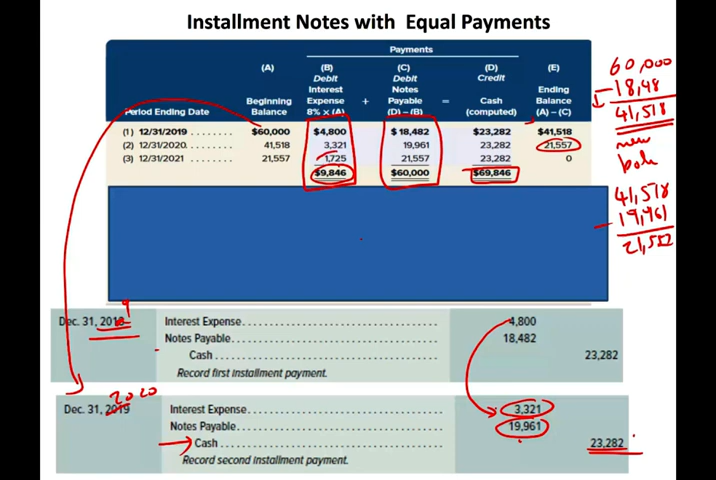 Installment Notes with Equal Payments
Payments
(A) (B) (C) (D) (E)
Debit Debit Credit
Interest Notes Ending
Beginning Expense + Payable = Cash Balance
Period Ending Date Balance 8% × (A) (D) – (B) (computed) (A) – (C)
(1) 12/31/2019 . . . . . . . . $60,000 $4,800 $18,482 $23,282 $41,518
(2) 12/31/2020. . . . . . . . 41,518 3,321 19,961 23,282 21,557
(3) 12/31/2021 . . . . . . . . 21,557 1,725 21,557 23,282 0
$9,846 $60,000 $69,846
60,000
18,48
41,518
new
41,518
19,961
Dec. 31, 2018 9 Interest Expense. . . . . . . . . . . . 4,800
Notes Payable. . . . . . . . . . . . 18,482
Cash . . . . . . . . . . . . 23,282
Record first installment payment.
2020
Dec. 31, 2019 Interest Expense. . . . . . . . . . . . 3,321
Notes Payable. . . . . . . . . . . . 19,961
Cash . . . . . . . . . . . . 23,282
Record second installment payment.